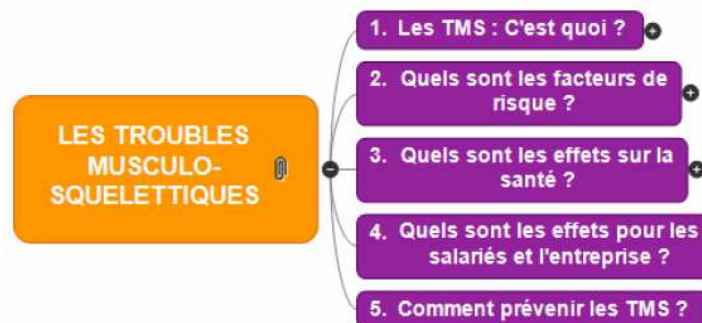 LES TROUBLES
MUSCULO-
SQUELETTIQUES
1. Les TMS : C'est quoi ?
2. Quels sont les facteurs de
risque ?
3. Quels sont les effets sur la
santé ?
4. Quels sont les effets pour les
salariés et l'entreprise ?
5. Comment prévenir les TMS ?